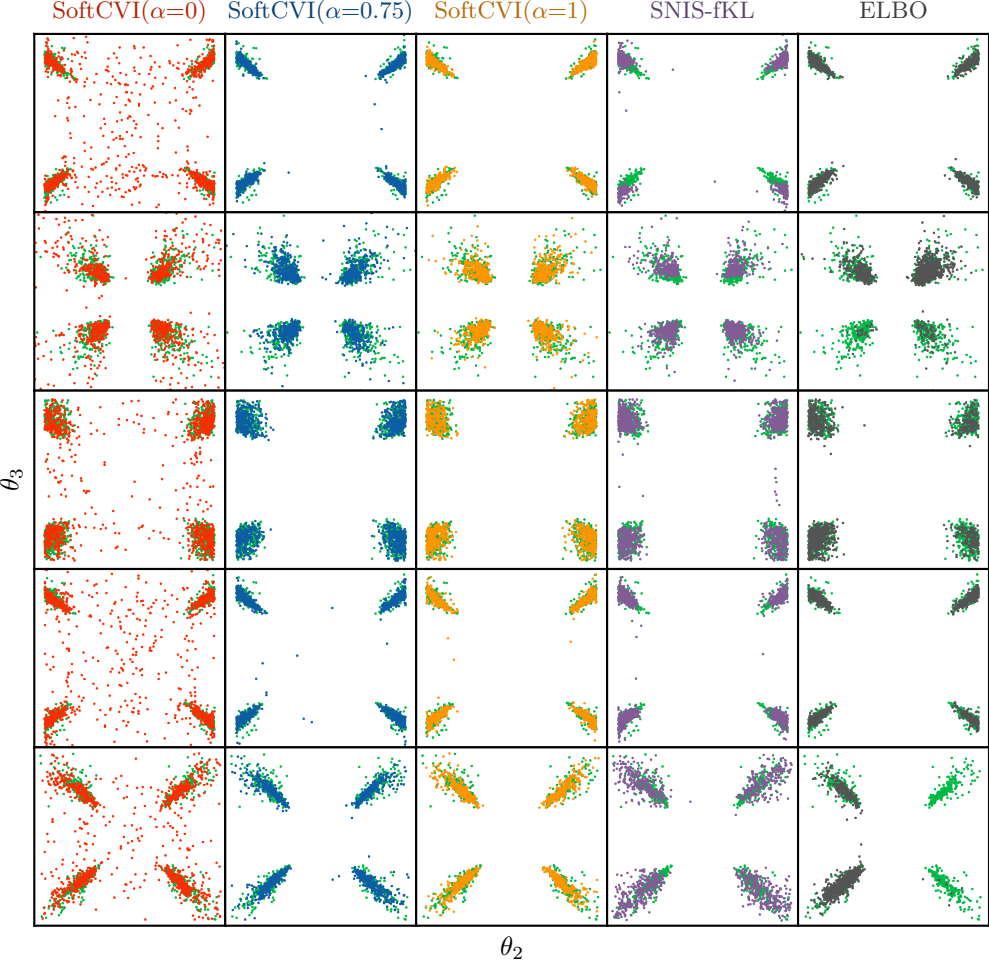 SoftCVI(α=0) SoftCVI(α=0.75) SoftCVI(α=1) SNIS-fKL ELBO
θ₃
θ₂